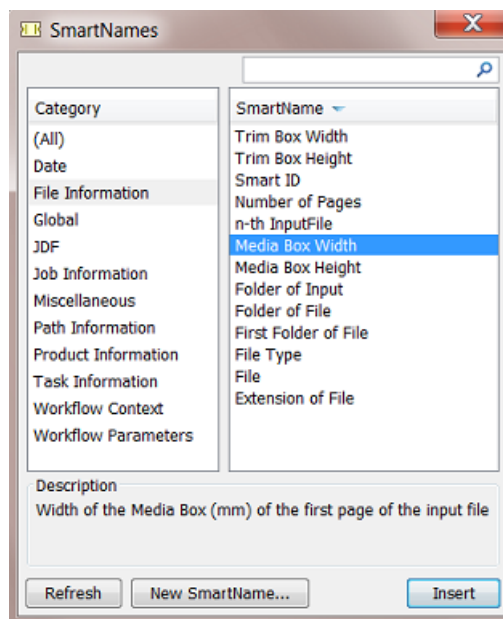 SmartNames
Category
(All)
Date
File Information
Global
JDF
Job Information
Miscellaneous
Path Information
Product Information
Task Information
Workflow Context
Workflow Parameters
SmartName
Trim Box Width
Trim Box Height
Smart ID
Number of Pages
n-th InputFile
Media Box Width
Media Box Height
Folder of Input
Folder of File
First Folder of File
File Type
File
Extension of File
Description
Width of the Media Box (mm) of the first page of the input file
Refresh
New SmartName...
Insert